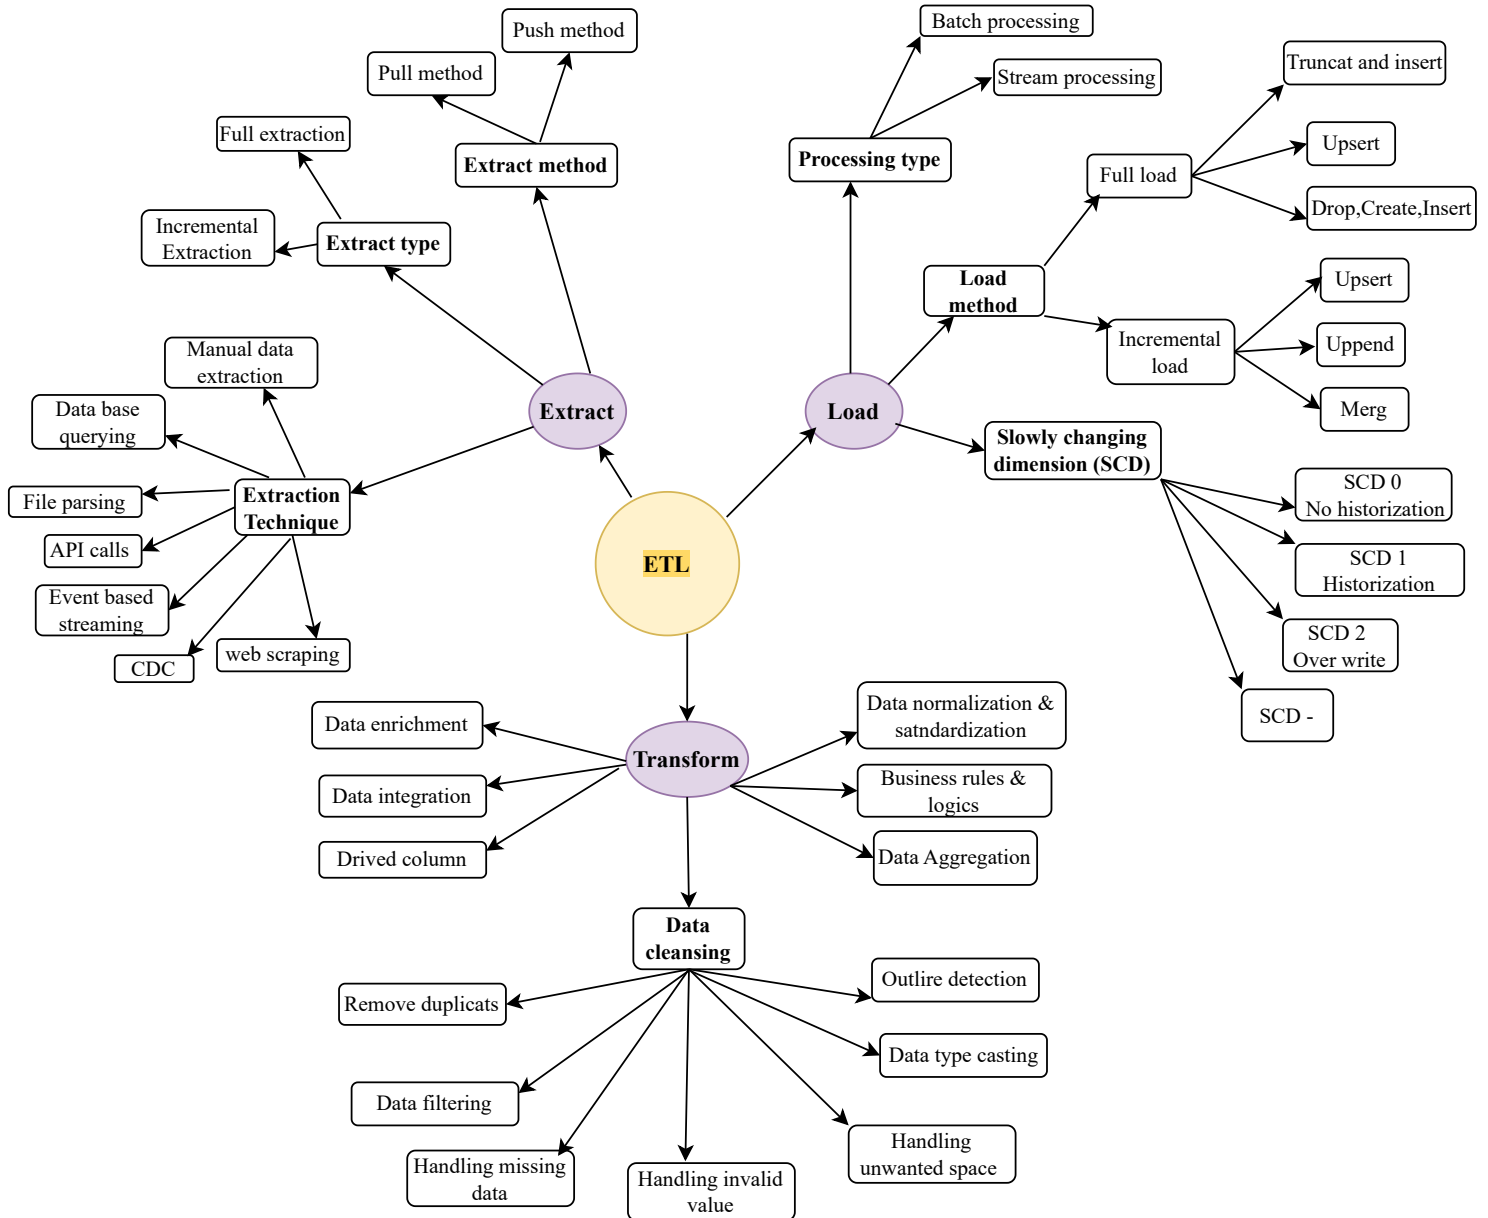 Push method
Pull method
Full extraction
Extract method
Incremental
Extraction
Extract type
Manual data
extraction
Data base
querying
File parsing
API calls
Event based
streaming
CDC
web scraping
Extraction
Technique
Extract
Batch processing
Stream processing
Processing type
Truncat and insert
Upsert
Drop,Create,Insert
Full load
Load
method
Incremental
load
Upsert
Uppend
Merg
Load
Slowly changing
dimension (SCD)
SCD 0
No historization
SCD 1
Historization
SCD 2
Over write
SCD -
ETL
Transform
Data enrichment
Data integration
Drived column
Data normalization &
satndardization
Business rules &
logics
Data Aggregation
Data
cleansing
Remove duplicats
Data filtering
Handling missing
data
Handling invalid
value
Handling
unwanted space
Data type casting
Outlire detection